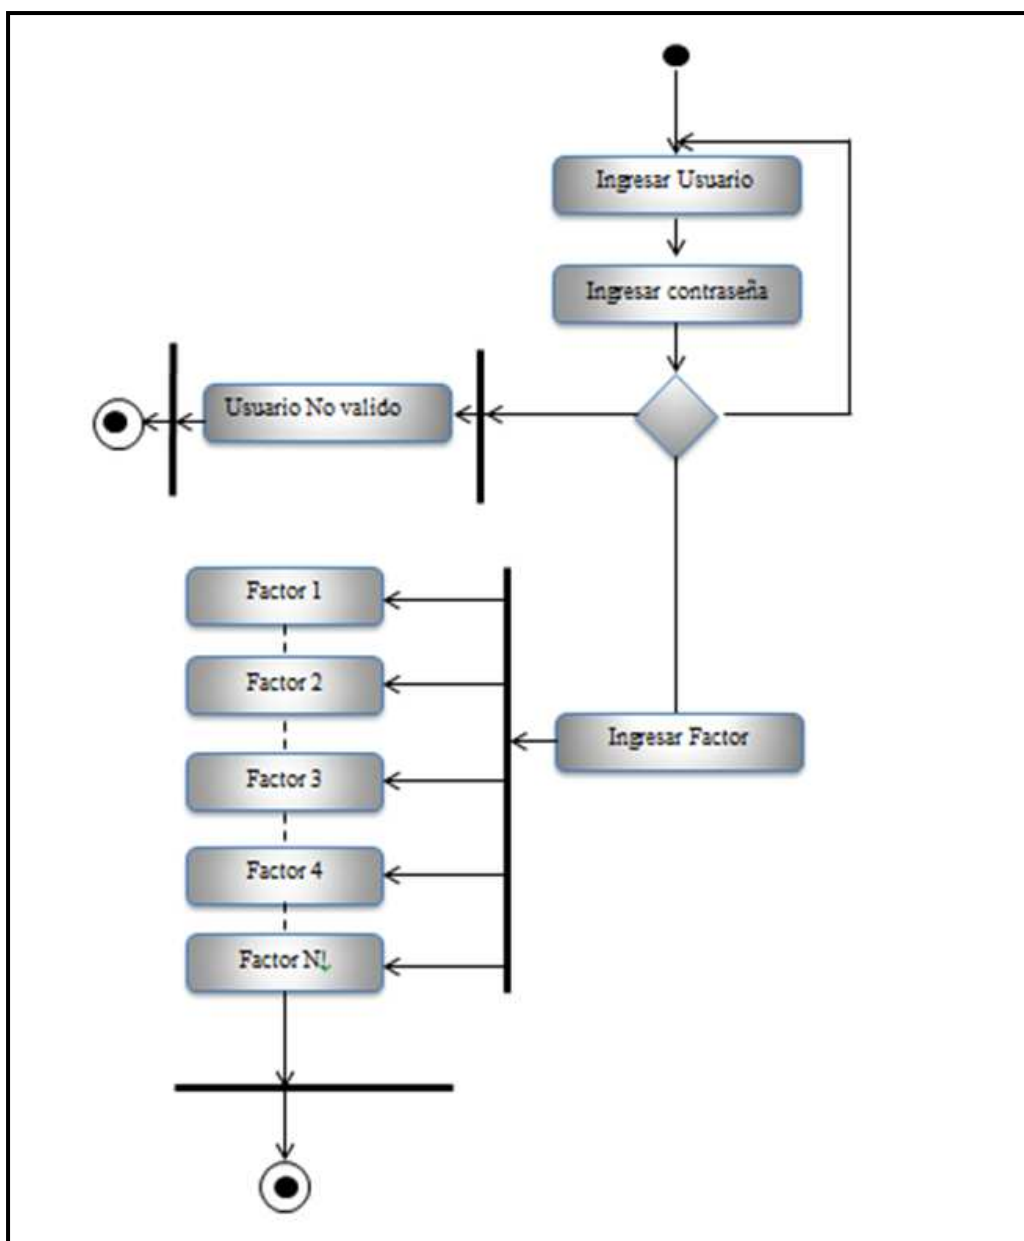 Ingresar Usuario
Ingresar contraseña
Usuario No valido
Factor 1
Factor 2
Ingresar Factor
Factor 3
Factor 4
Factor N